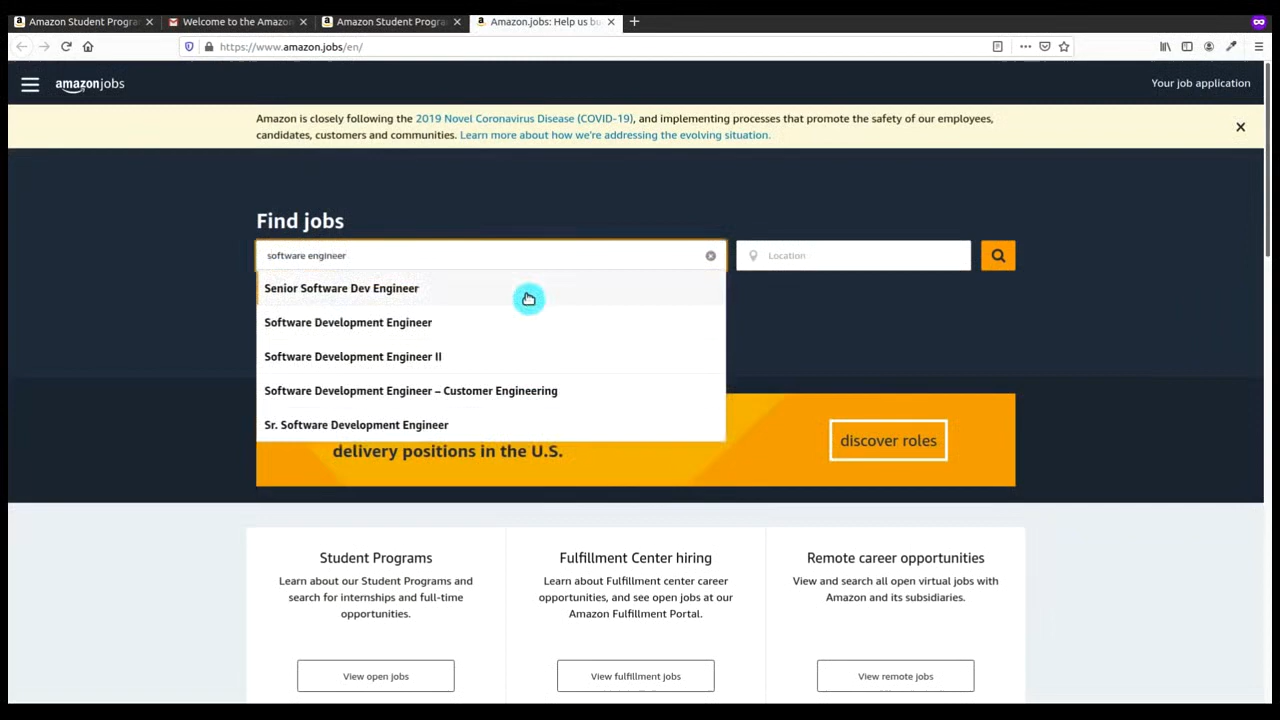 Amazon Student Progra
Welcome to the Amazon
Amazon Student Progra
Amazon.jobs: Help us bu
https://www.amazon.jobs/en/
amazonjobs
Your job application
Amazon is closely following the 2019 Novel Coronavirus Disease (COVID-19), and implementing processes that promote the safety of our employees,
candidates, customers and communities. Learn more about how we're addressing the evolving situation.
Find jobs
software engineer
Location
Senior Software Dev Engineer
Software Development Engineer
Software Development Engineer II
Software Development Engineer – Customer Engineering
Sr. Software Development Engineer
delivery positions in the U.S.
discover roles
Student Programs
Learn about our Student Programs and
search for internships and full-time
opportunities.
View open jobs
Fulfillment Center hiring
Learn about Fulfillment center career
opportunities, and see open jobs at our
Amazon Fulfillment Portal.
View fulfillment jobs
Remote career opportunities
View and search all open virtual jobs with
Amazon and its subsidiaries.
View remote jobs